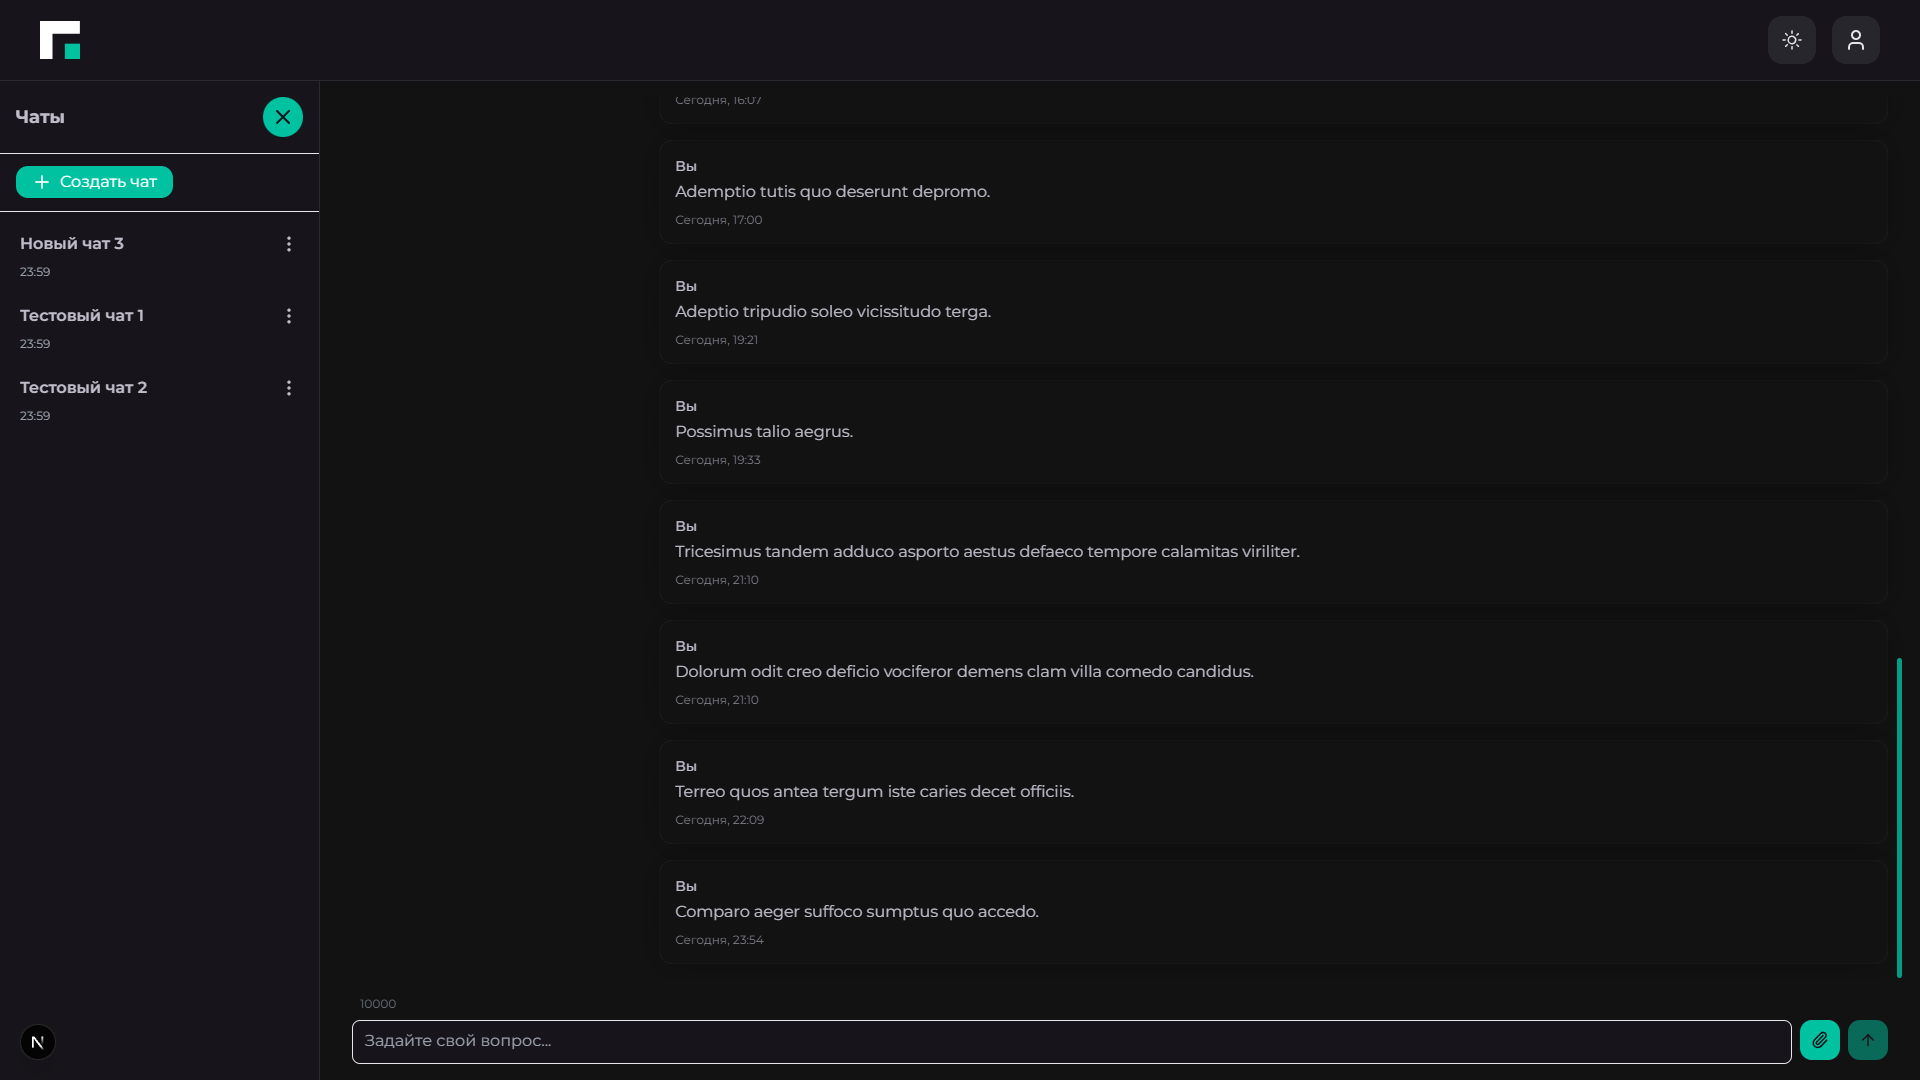 Чаты
Создать чат
Новый чат 3
23:59
Тестовый чат 1
23:59
Тестовый чат 2
23:59
Сегодня, 16:07
Вы
Ademptio tutis quo deserunt depromo.
Сегодня, 17:00
Вы
Adeptio tripudio soleo vicissitudo terga.
Сегодня, 19:21
Вы
Possimus talio aegrus.
Сегодня, 19:33
Вы
Tricesimus tandem adduco asporto aestus defaeco tempore calamitas viriliter.
Сегодня, 21:10
Вы
Dolorum odit creo deficio vociferor demens clam villa comedo candidus.
Сегодня, 21:10
Вы
Terreo quos antea tergum iste caries decet officiis.
Сегодня, 22:09
Вы
Comparo aeger suffoco sumptus quo accedo.
Сегодня, 23:54
10000
Задайте свой вопрос...
N